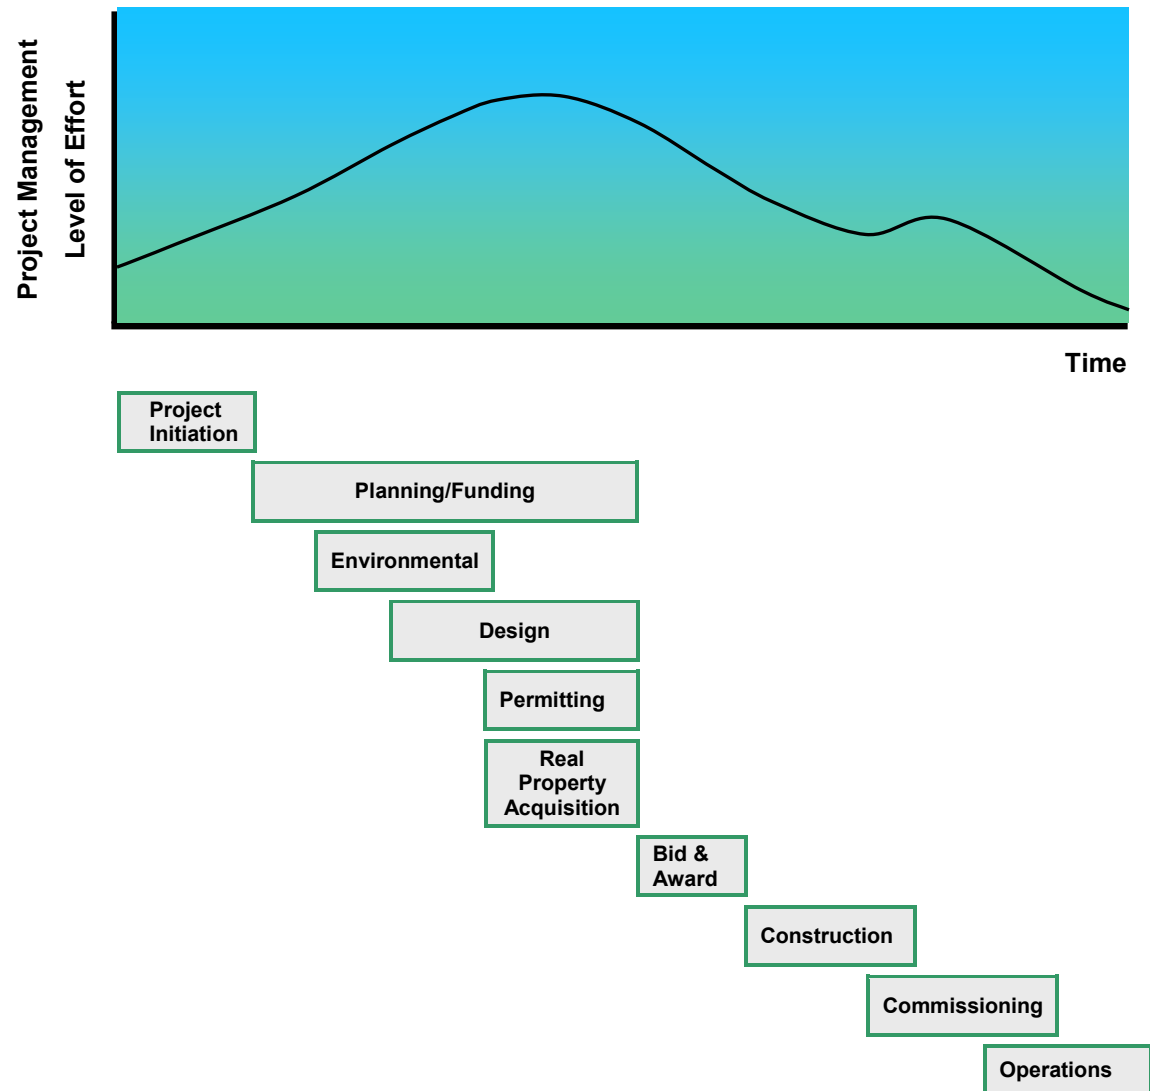 Project Management
Level of Effort
Time
Project
Initiation
Planning/Funding
Environmental
Design
Permitting
Real
Property
Acquisition
Bid &
Award
Construction
Commissioning
Operations